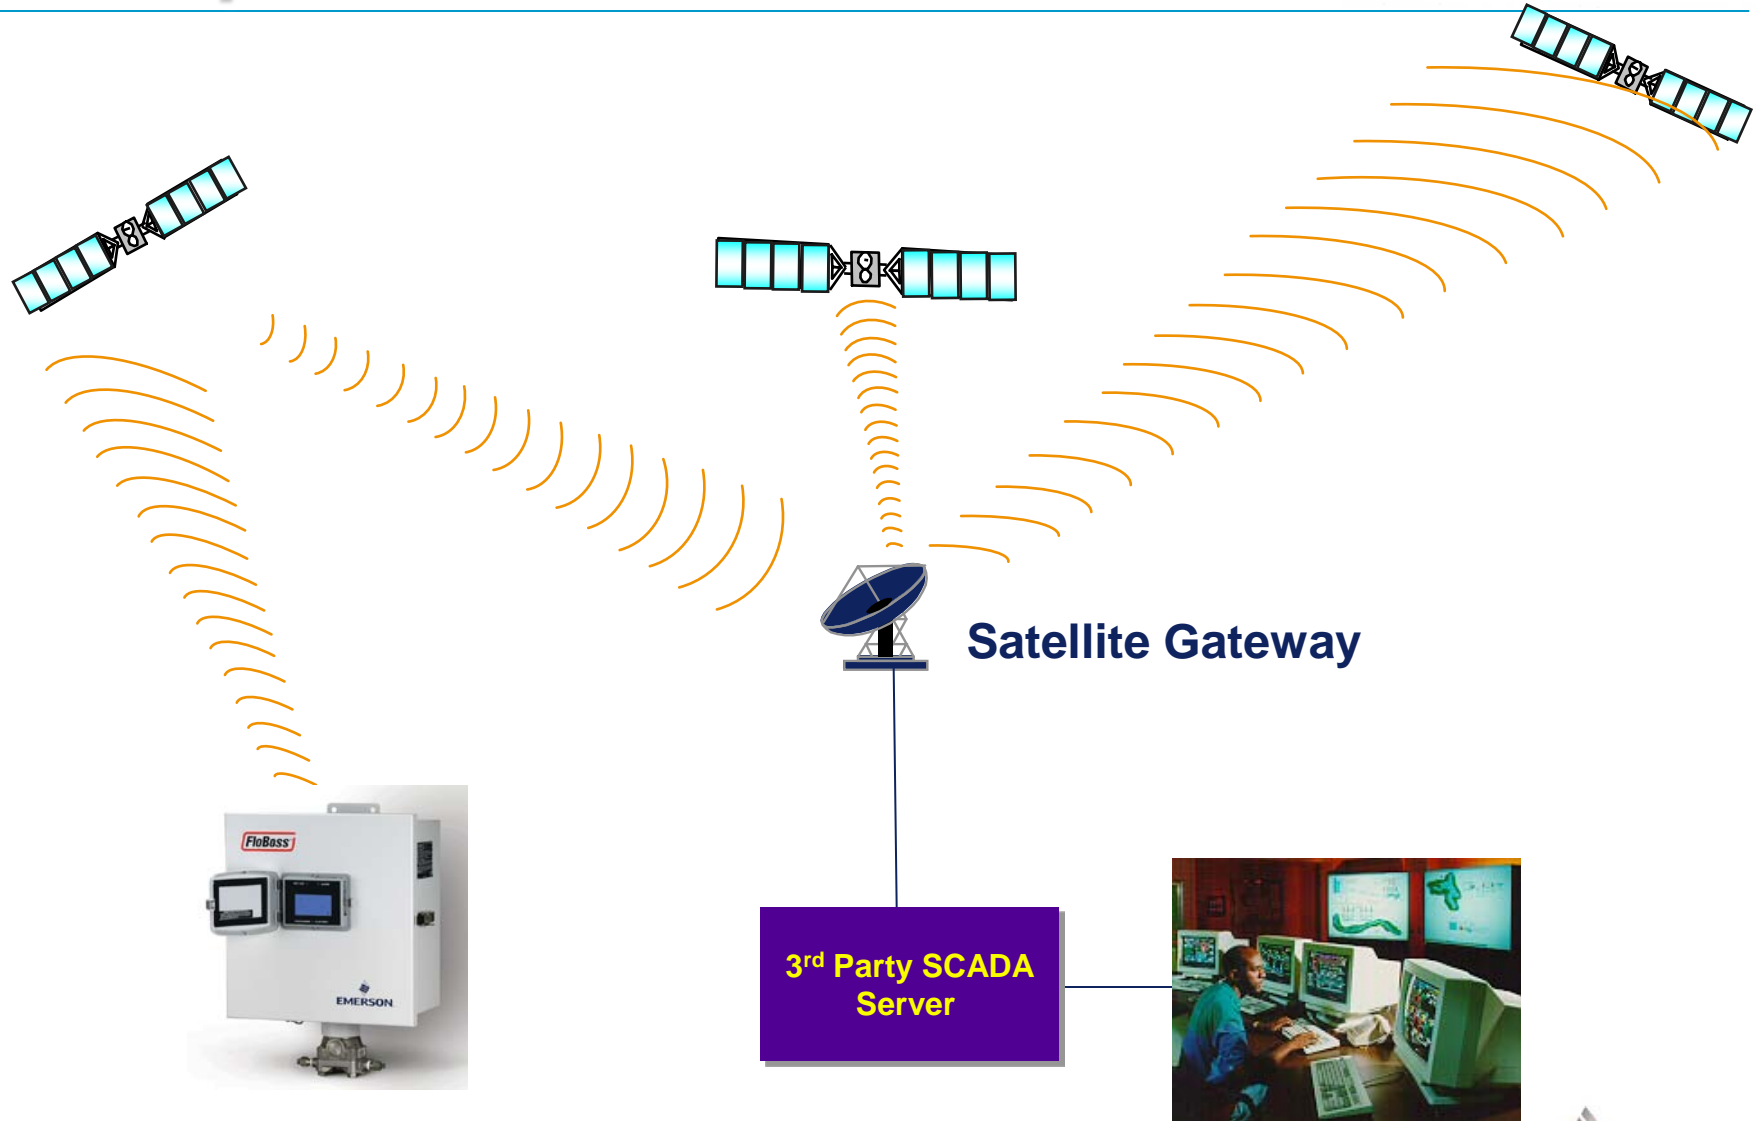 Satellite Gateway
FloBoss
EMERSON
3rd Party SCADA
Server